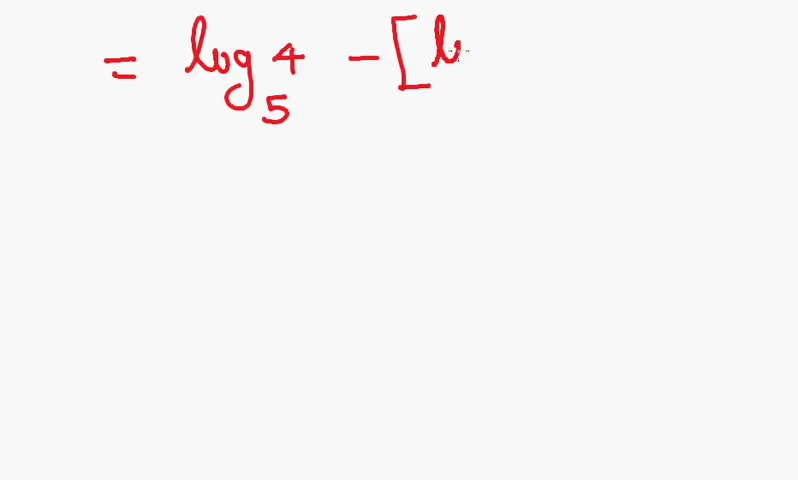 = log₅ 4 - [